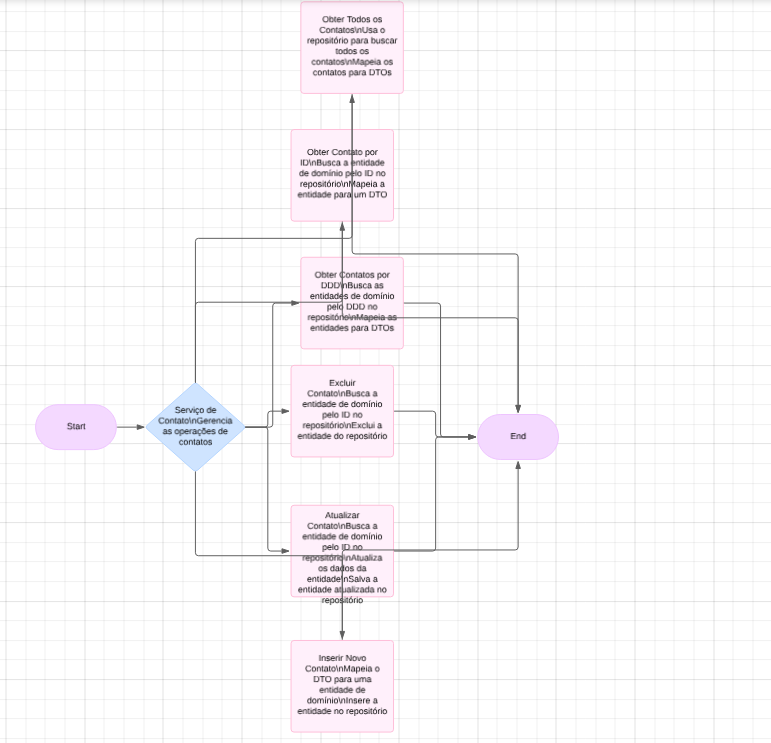 Obter Todos os
Contatos\nUsa o
repositório para buscar
todos os
contatos\nMapeia os
contatos para DTOs
Obter Contato por
ID\nBusca a entidade
de domínio pelo ID no
repositório\nMapeia a
entidade para um DTO
Obter Contatos por
DDD\nBusca as
entidades de domínio
pelo DDD no
repositório\nMapeia as
entidades para DTOs
Excluir
Contato\nBusca a
entidade de domínio
pelo ID no
repositório\nExclui a
entidade do repositório
Start
Serviço de
Contato\nGerencia
as operações de
contatos
End
Atualizar
Contato\nBusca a
entidade de domínio
pelo ID no
repositório\nAtualiza
os dados da
entidade\nSalva a
entidade atualizada no
repositório
Inserir Novo
Contato\nMapeia o
DTO para uma
entidade de
domínio\nInsere a
entidade no repositório